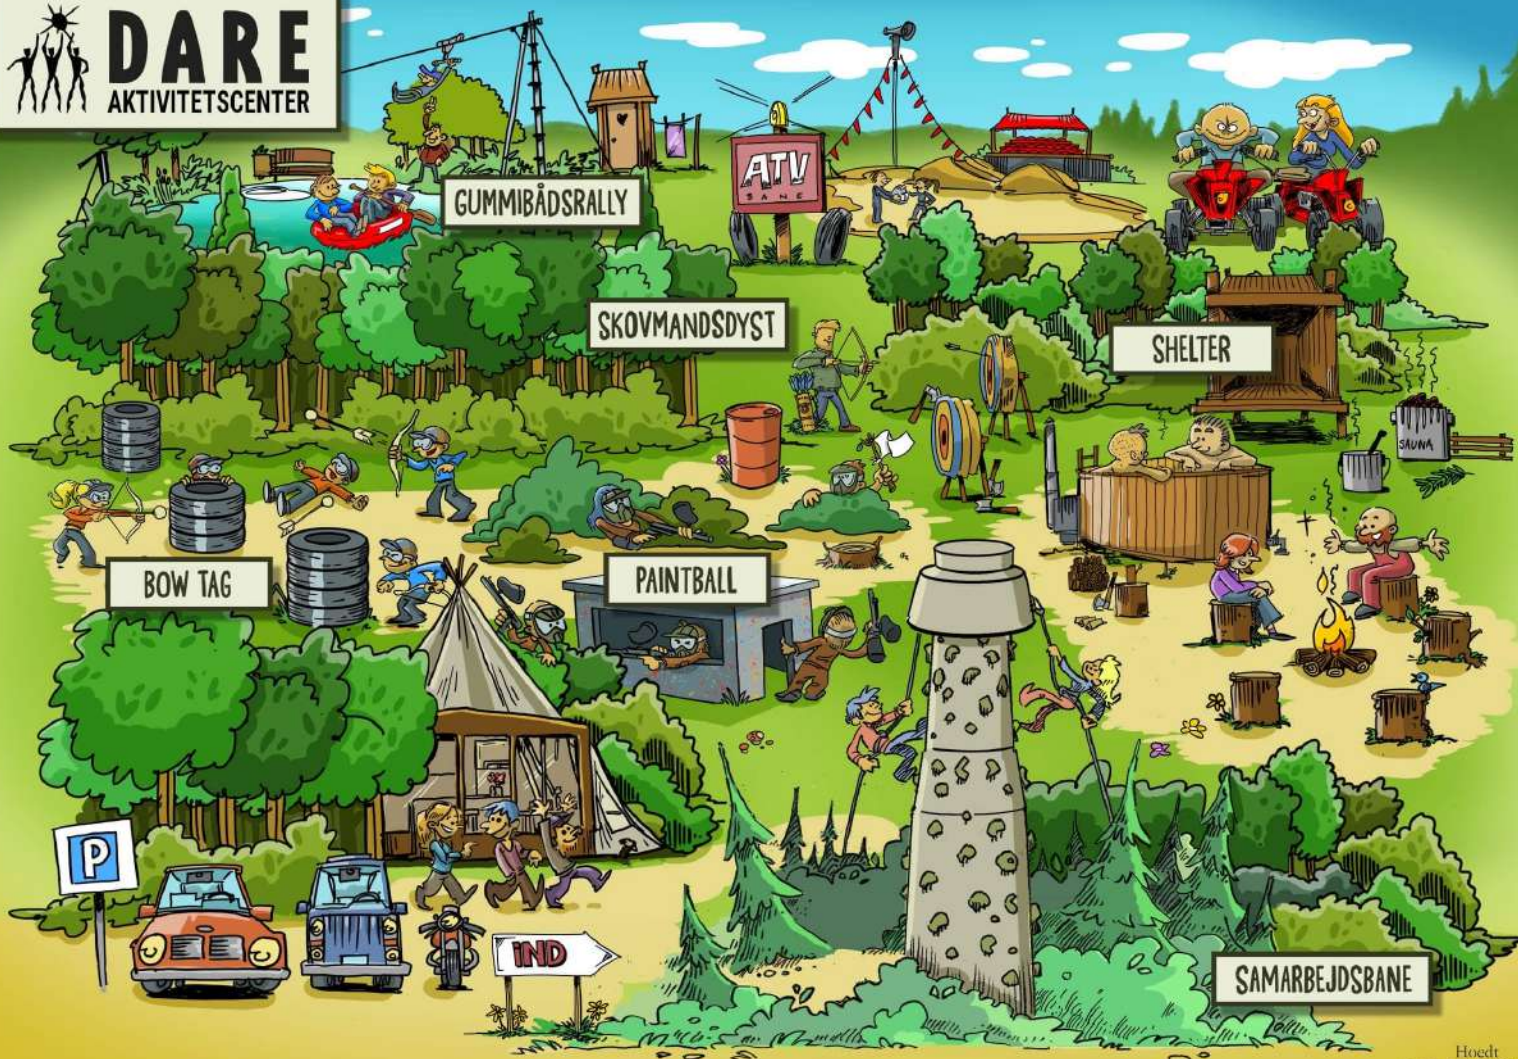 DARE
AKTIVITETSCENTER
GUMMIBÅDSRALLY
ATV
BANE
SKOVMANDSDYST
SHELTER
SAUNA
BOW TAG
PAINTBALL
P
IND
SAMARBEJDSBANE
Hoedt